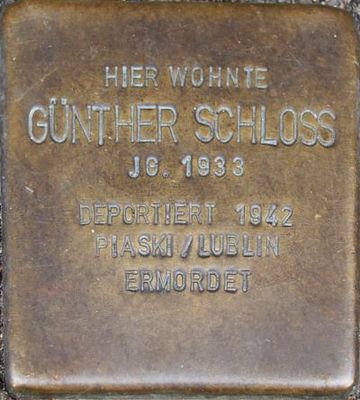 HIER WOHNTE
GÜNTHER SCHLOSS
JG. 1933
DEPORTIERT 1942
PIASKI/LUBLIN
ERMORDET